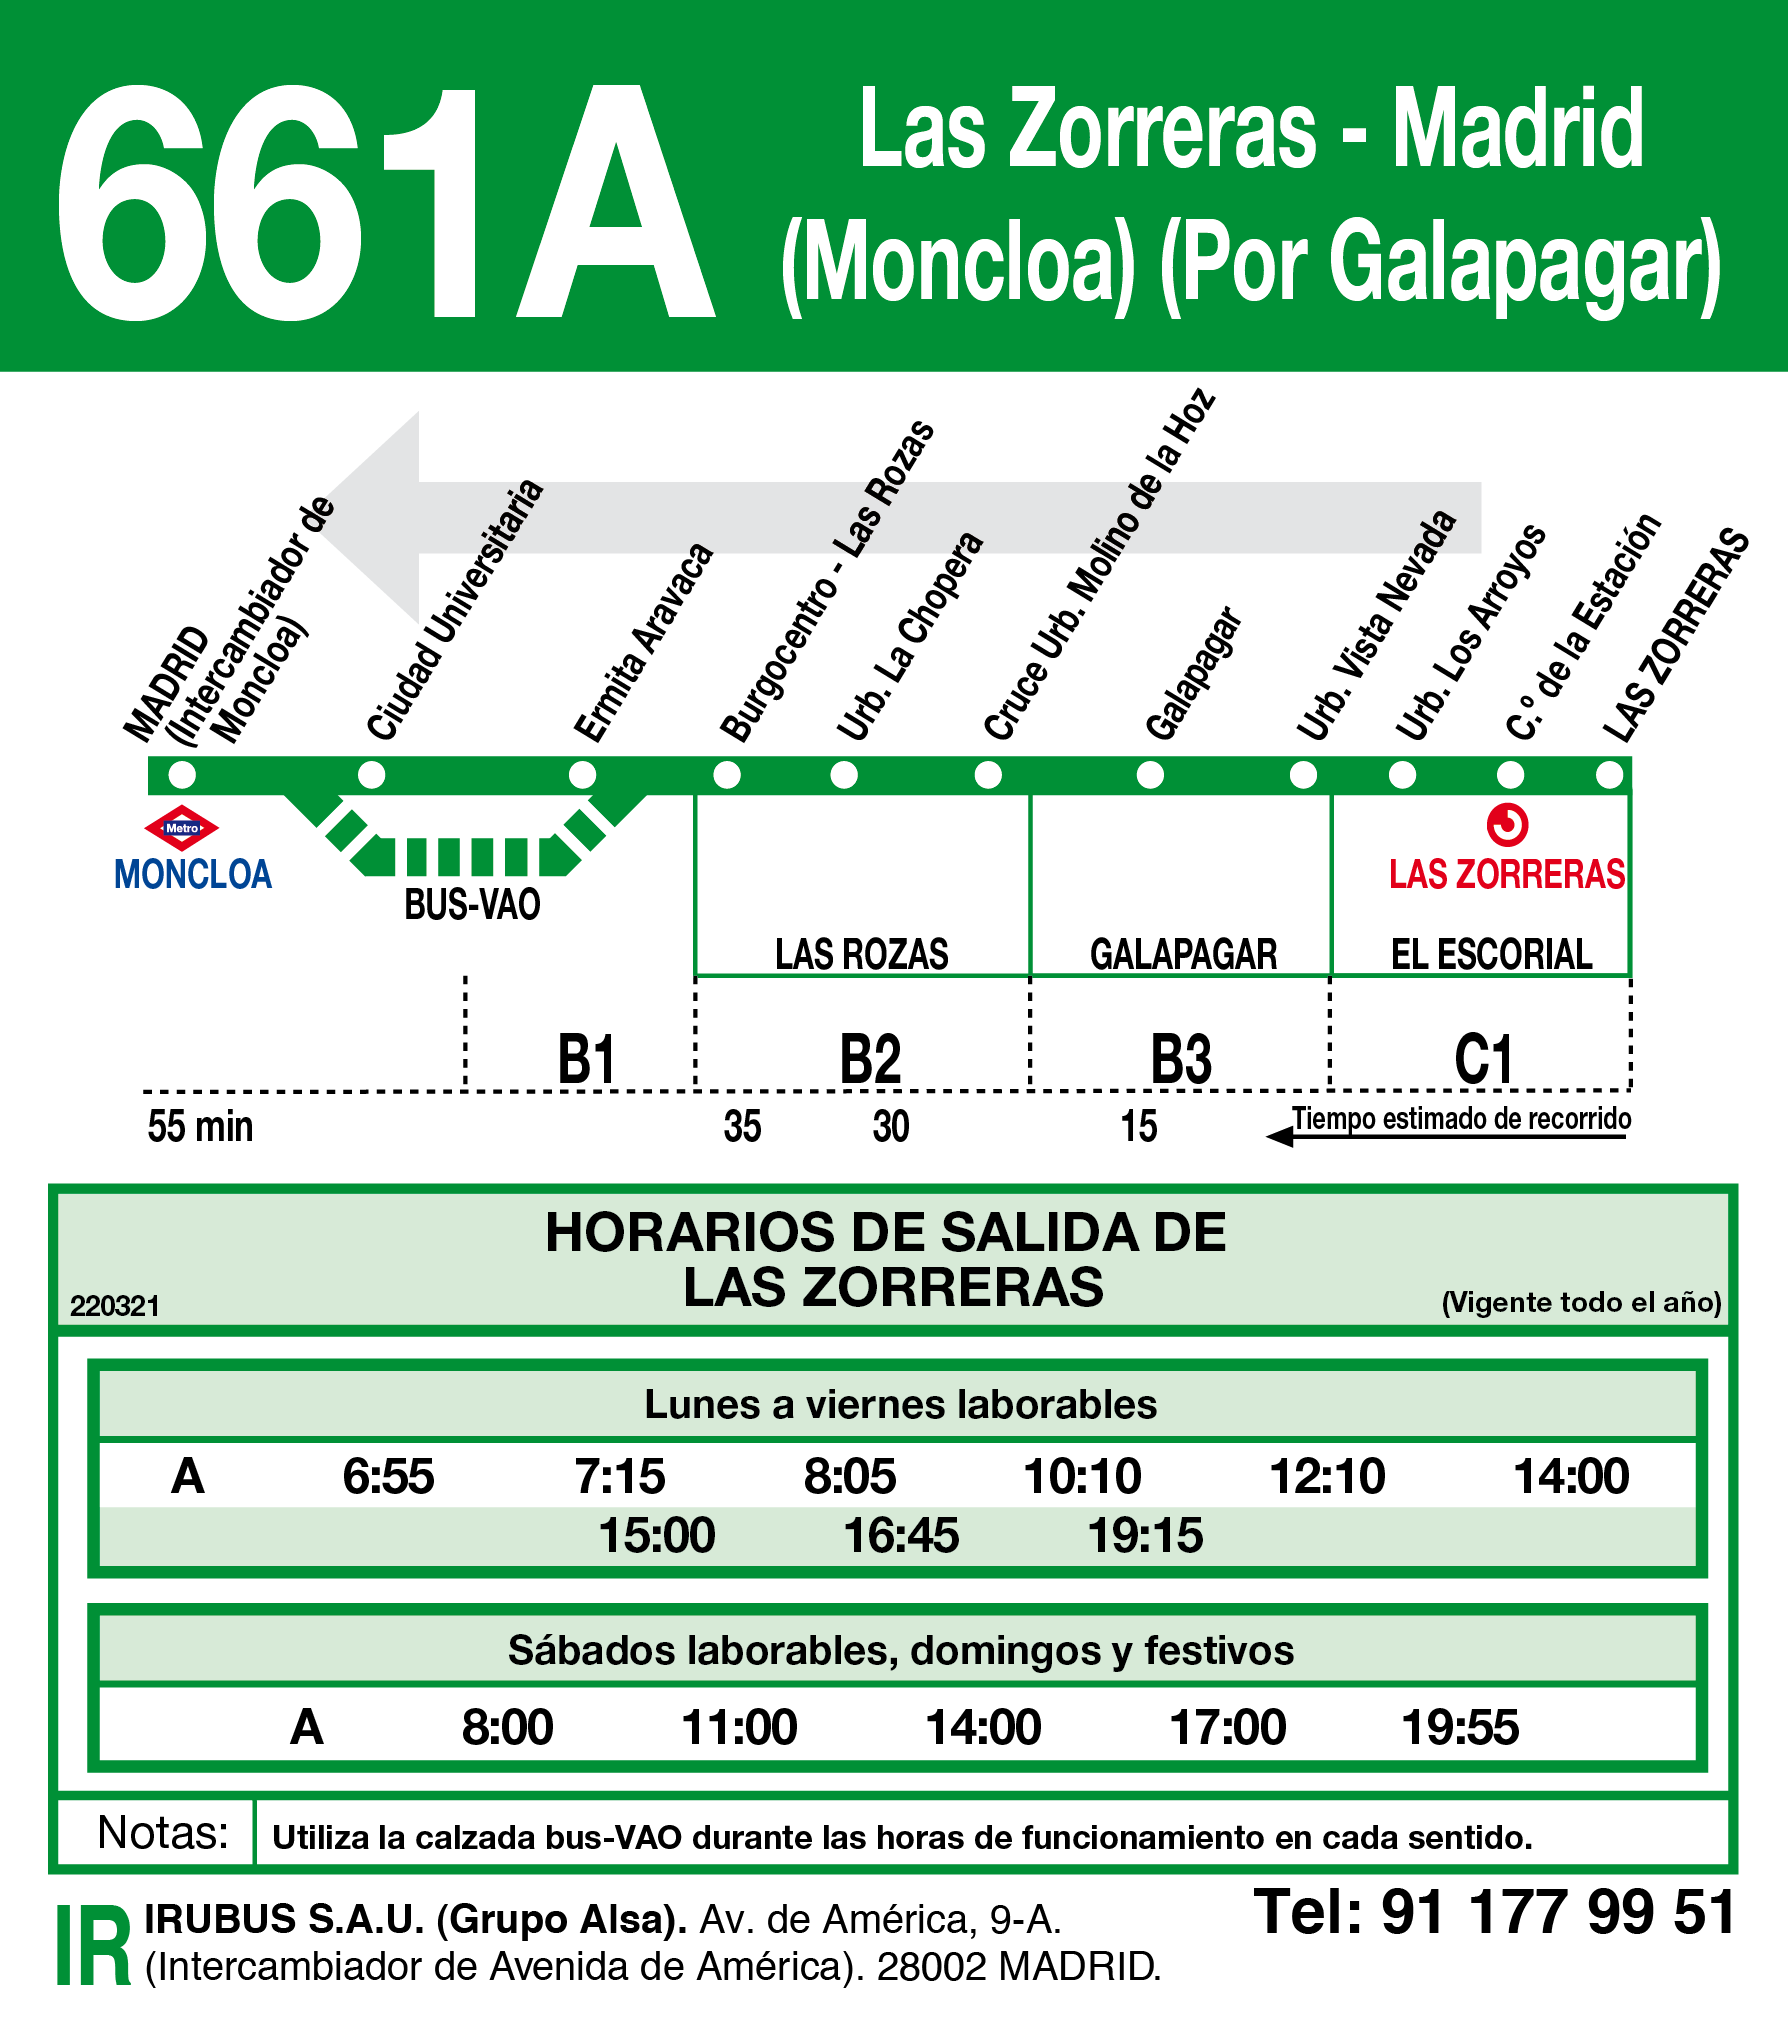 661A
Las Zorreras - Madrid
(Moncloa) (Por Galapagar)
MADRID
(Intercambiador de
Moncloa)
Ciudad Universitaria
Ermita Aravaca
Burgocentro - Las Rozas
Urb. La Chopera
Cruce Urb. Molino de la Hoz
Galapagar
Urb. Vista Nevada
Urb. Los Arroyos
C.º de la Estación
LAS ZORRERAS
Metro
MONCLOA
BUS-VAO
LAS ZORRERAS
LAS ROZAS
GALAPAGAR
EL ESCORIAL
B1
B2
B3
C1
55 min
35
30
15
Tiempo estimado de recorrido
HORARIOS DE SALIDA DE
LAS ZORRERAS
220321
(Vigente todo el año)
Lunes a viernes laborables
A 6:55 7:15 8:05 10:10 12:10 14:00
15:00 16:45 19:15
Sábados laborables, domingos y festivos
A 8:00 11:00 14:00 17:00 19:55
Notas: Utiliza la calzada bus-VAO durante las horas de funcionamiento en cada sentido.
IR
IRUBUS S.A.U. (Grupo Alsa). Av. de América, 9-A.
(Intercambiador de Avenida de América). 28002 MADRID.
Tel: 91 177 99 51